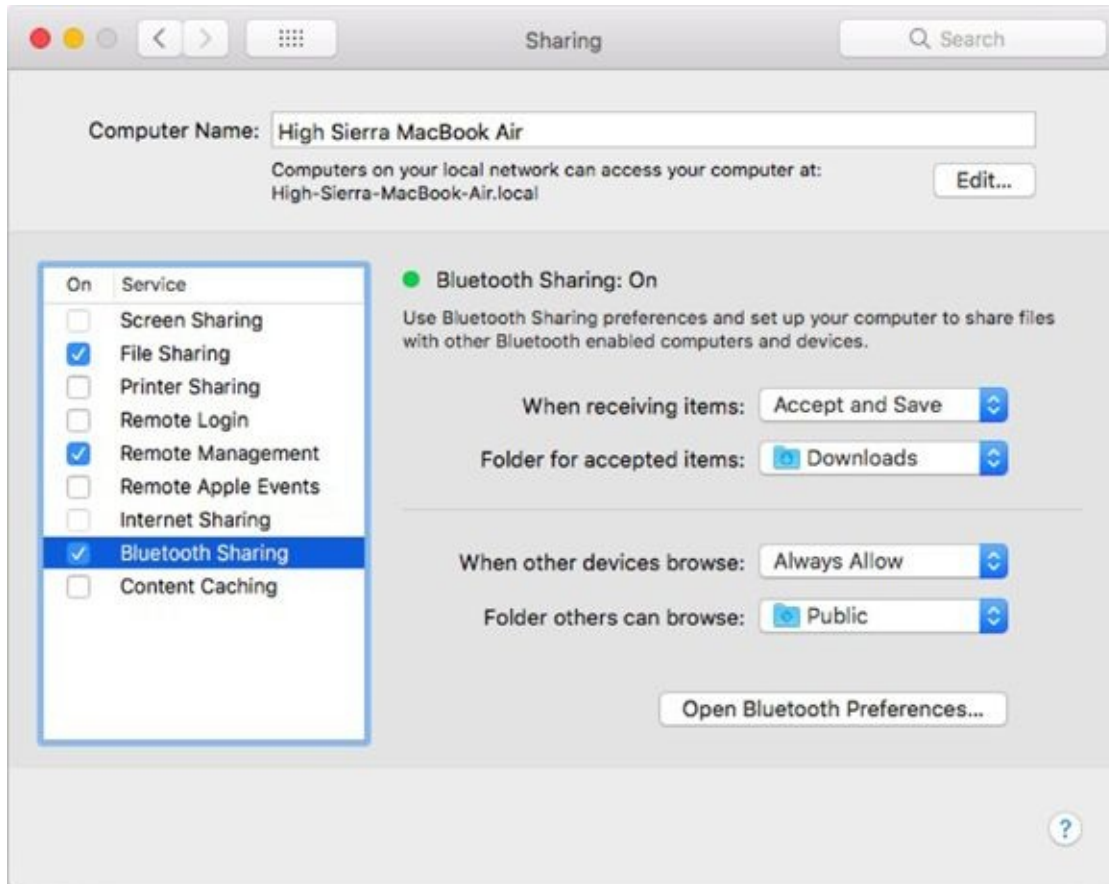 Sharing
Search
Computer Name: High Sierra MacBook Air
Computers on your local network can access your computer at:
High-Sierra-MacBook-Air.local
Edit...
On Service
Screen Sharing
File Sharing
Printer Sharing
Remote Login
Remote Management
Remote Apple Events
Internet Sharing
Bluetooth Sharing
Content Caching
Bluetooth Sharing: On
Use Bluetooth Sharing preferences and set up your computer to share files
with other Bluetooth enabled computers and devices.
When receiving items: Accept and Save
Folder for accepted items: Downloads
When other devices browse: Always Allow
Folder others can browse: Public
Open Bluetooth Preferences...
?